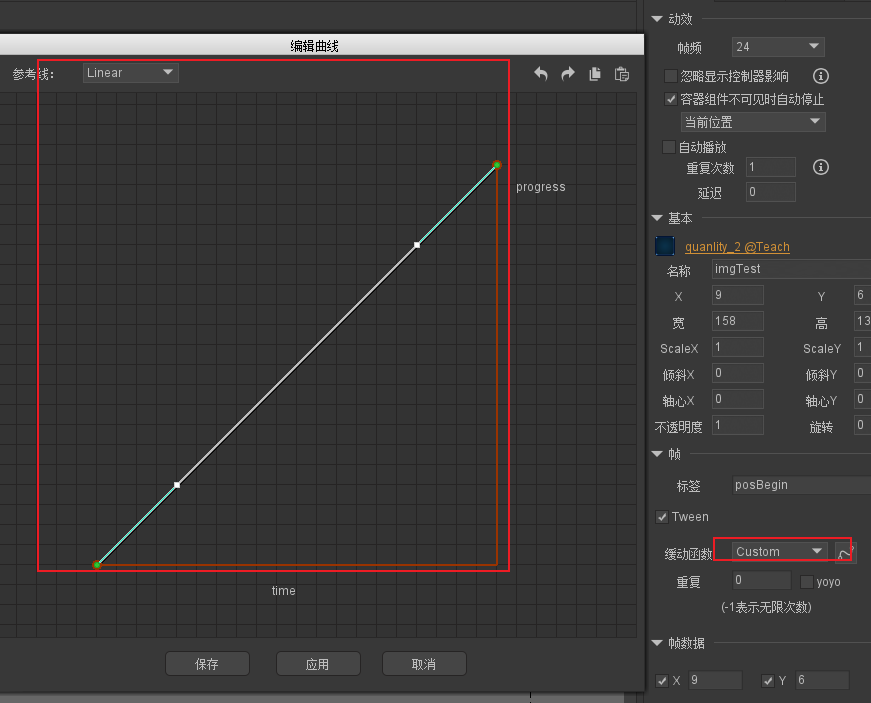 编辑曲线
参考线:
Linear
progress
time
保存
应用
取消
动效
帧频
24
忽略显示控制器影响
容器组件不可见时自动停止
当前位置
自动播放
重复次数
1
延迟
0
基本
quanlity_2 @Teach
名称
imgTest
X
9
Y
6
宽
158
高
13
ScaleX
1
ScaleY
1
倾斜X
0
倾斜Y
0
轴心X
0
轴心Y
0
不透明度
1
旋转
0
帧
标签
posBegin
Tween
缓动函数
Custom
重复
0
yoyo
(-1表示无限次数)
帧数据
X
9
Y
6